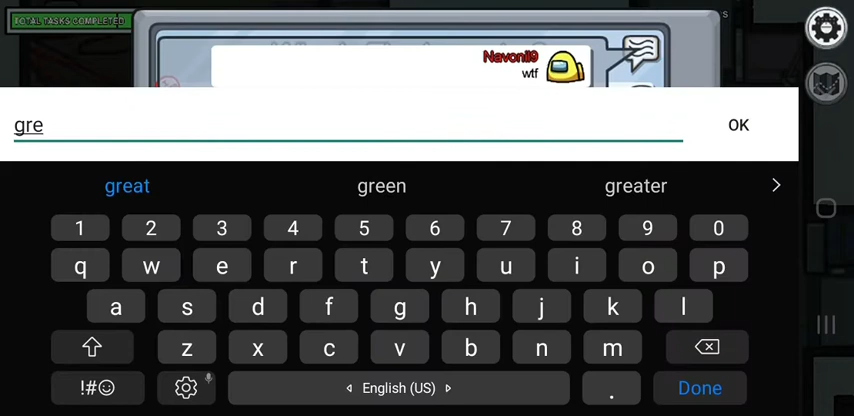 TOTAL TASKS COMPLETED
s
Navonil9
wtf
gre
OK
great green greater
1 2 3 4 5 6 7 8 9 0
q w e r t y u i o p
a s d f g h j k l
z x c v b n m
!#☺ English (US) . Done